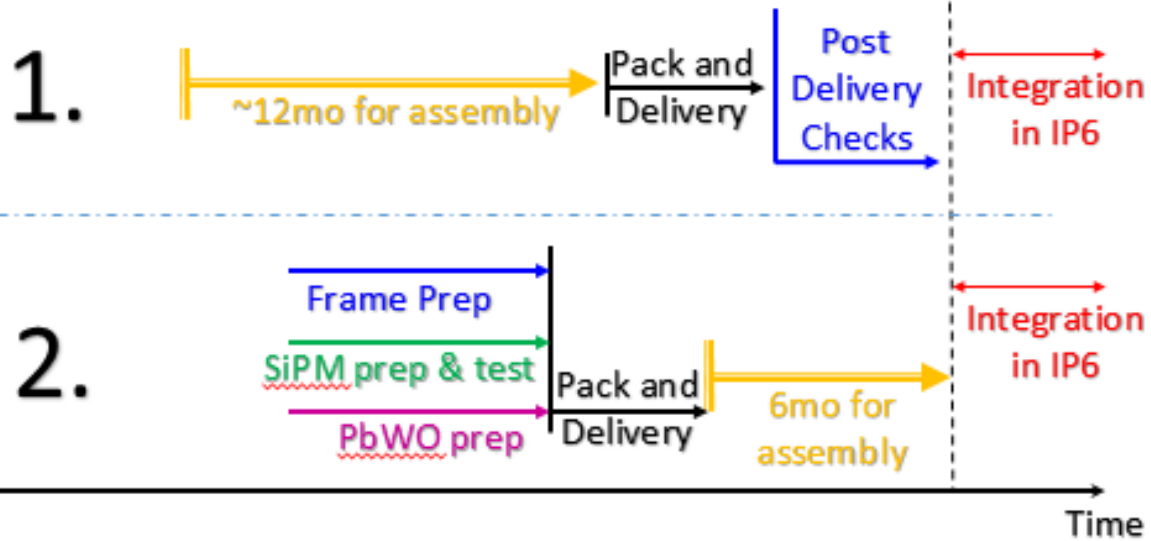 1.
~12mo for assembly
Pack and
Delivery
Post
Delivery
Checks
Integration
in IP6
2.
Frame Prep
SiPM prep & test
PbWO prep
Pack and
Delivery
6mo for
assembly
Integration
in IP6
Time